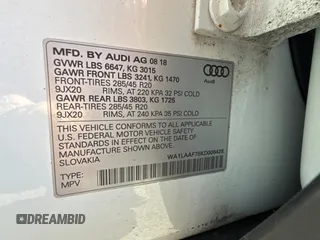 MFD. BY AUDI AG 08 18
GVWR LBS 6647, KG 3015
GAWR FRONT LBS 3241, KG 1470
FRONT-TIRES 285/45 R20
9JX20 RIMS, AT 220 KPA 32 PSI COLD
GAWR REAR LBS 3803, KG 1725
REAR-TIRES 285/45 R20
9JX20 RIMS, AT 240 KPA 35 PSI COLD
THIS VEHICLE CONFORMS TO ALL APPLICABLE
U.S. FEDERAL MOTOR VEHICLE SAFETY
STANDARDS IN EFFECT ON THE DATE OF
MANUFACTURE SHOWN ABOVE.
SLOVAKIA
TYPE:
MPV
Audi
DREAMBID